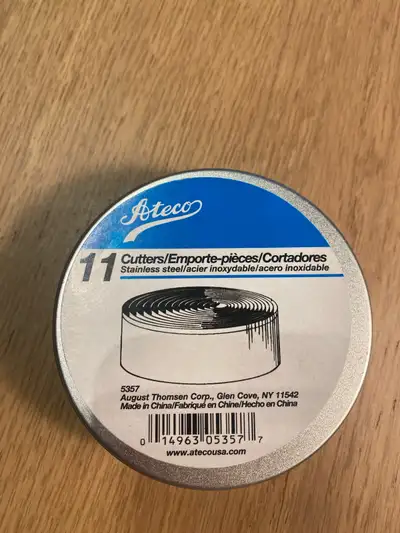 Ateco
11 Cutters/Emporte-pièces/Cortadores
Stainless steel/acier inoxydable/acero inoxidable
5357
August Thomsen Corp., Glen Cove, NY 11542
Made in China/Fabriqué en Chine/Hecho en China
0 14963 05357 7
www.atecousa.com